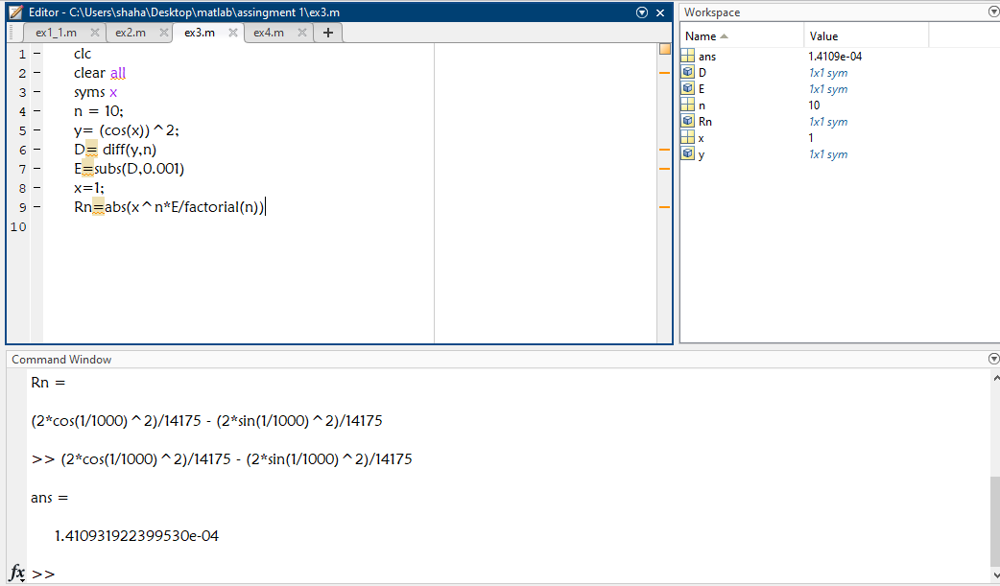 Editor - C:\Users\shaha\Desktop\matlab\assingment 1\ex3.m
ex1_1.m ex2.m ex3.m ex4.m +
1 - clc
2 - clear all
3 - syms x
4 - n = 10;
5 - y= (cos(x))^2;
6 - D= diff(y,n)
7 - E=subs(D,0.001)
8 - x=1;
9 - Rn=abs(x^n*E/factorial(n))
10
Workspace
Name Value
ans 1.4109e-04
D 1x1 sym
E 1x1 sym
n 10
Rn 1x1 sym
x 1
y 1x1 sym
Command Window
Rn =
(2*cos(1/1000)^2)/14175 - (2*sin(1/1000)^2)/14175
>> (2*cos(1/1000)^2)/14175 - (2*sin(1/1000)^2)/14175
ans =
1.410931922399530e-04
fx >>